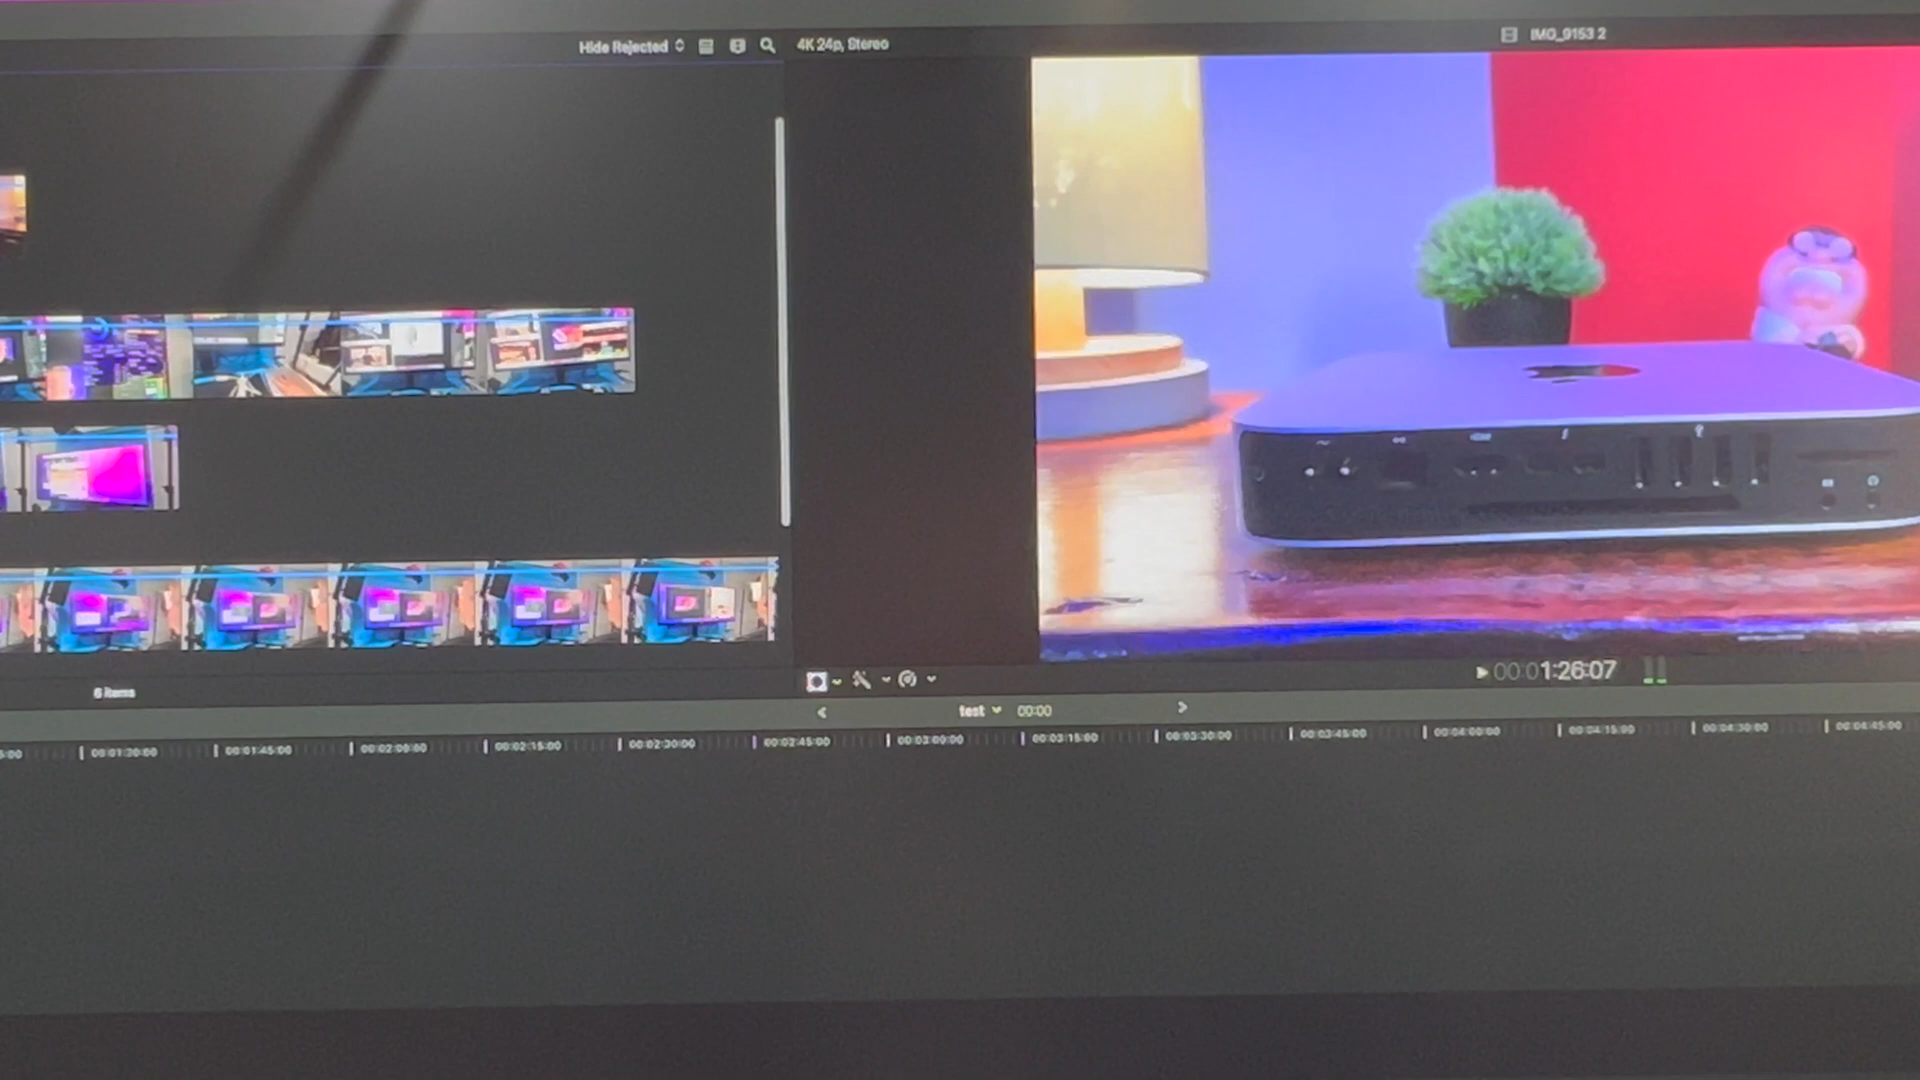 Hide Rejected
4K 24p, Stereo
IMG_9153 2
6 items
00:01:26:07
test 00:00
5:00 00:01:30:00 00:01:45:00 00:02:00:00 00:02:15:00 00:02:30:00 00:02:45:00 00:03:00:00 00:03:15:00 00:03:30:00 00:03:45:00 00:04:00:00 00:04:15:00 00:04:30:00 00:04:45:00